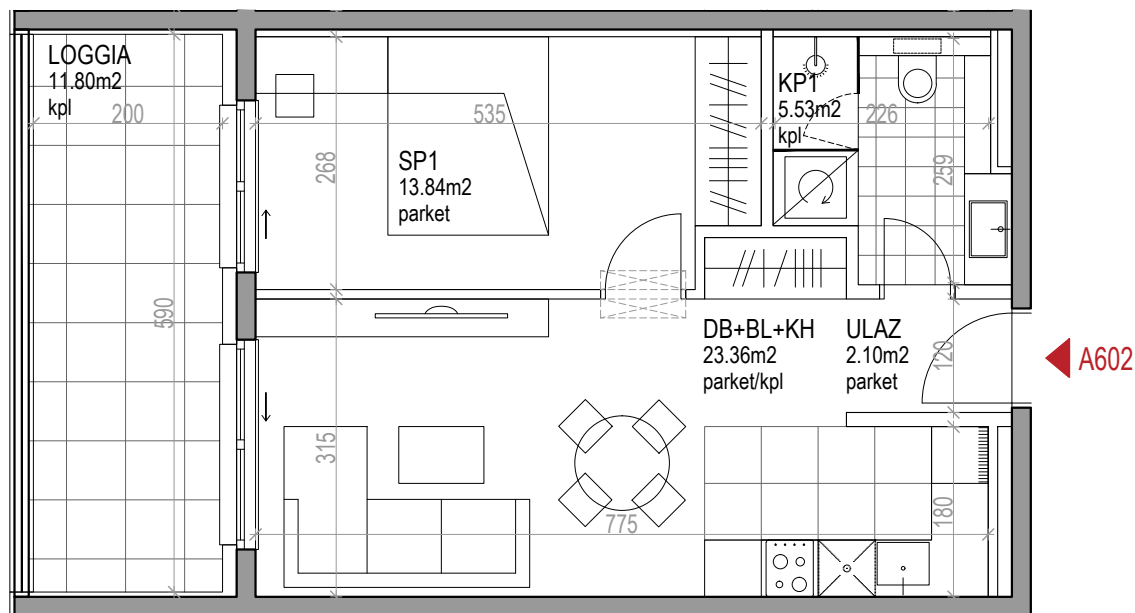 LOGGIA
11.80m2
kpl
200
590
535
268
SP1
13.84m2
parket
KP1
5.53m2
kpl
226
259
DB+BL+KH
23.36m2
parket/kpl
ULAZ
2.10m2
parket
120
A602
315
775
180